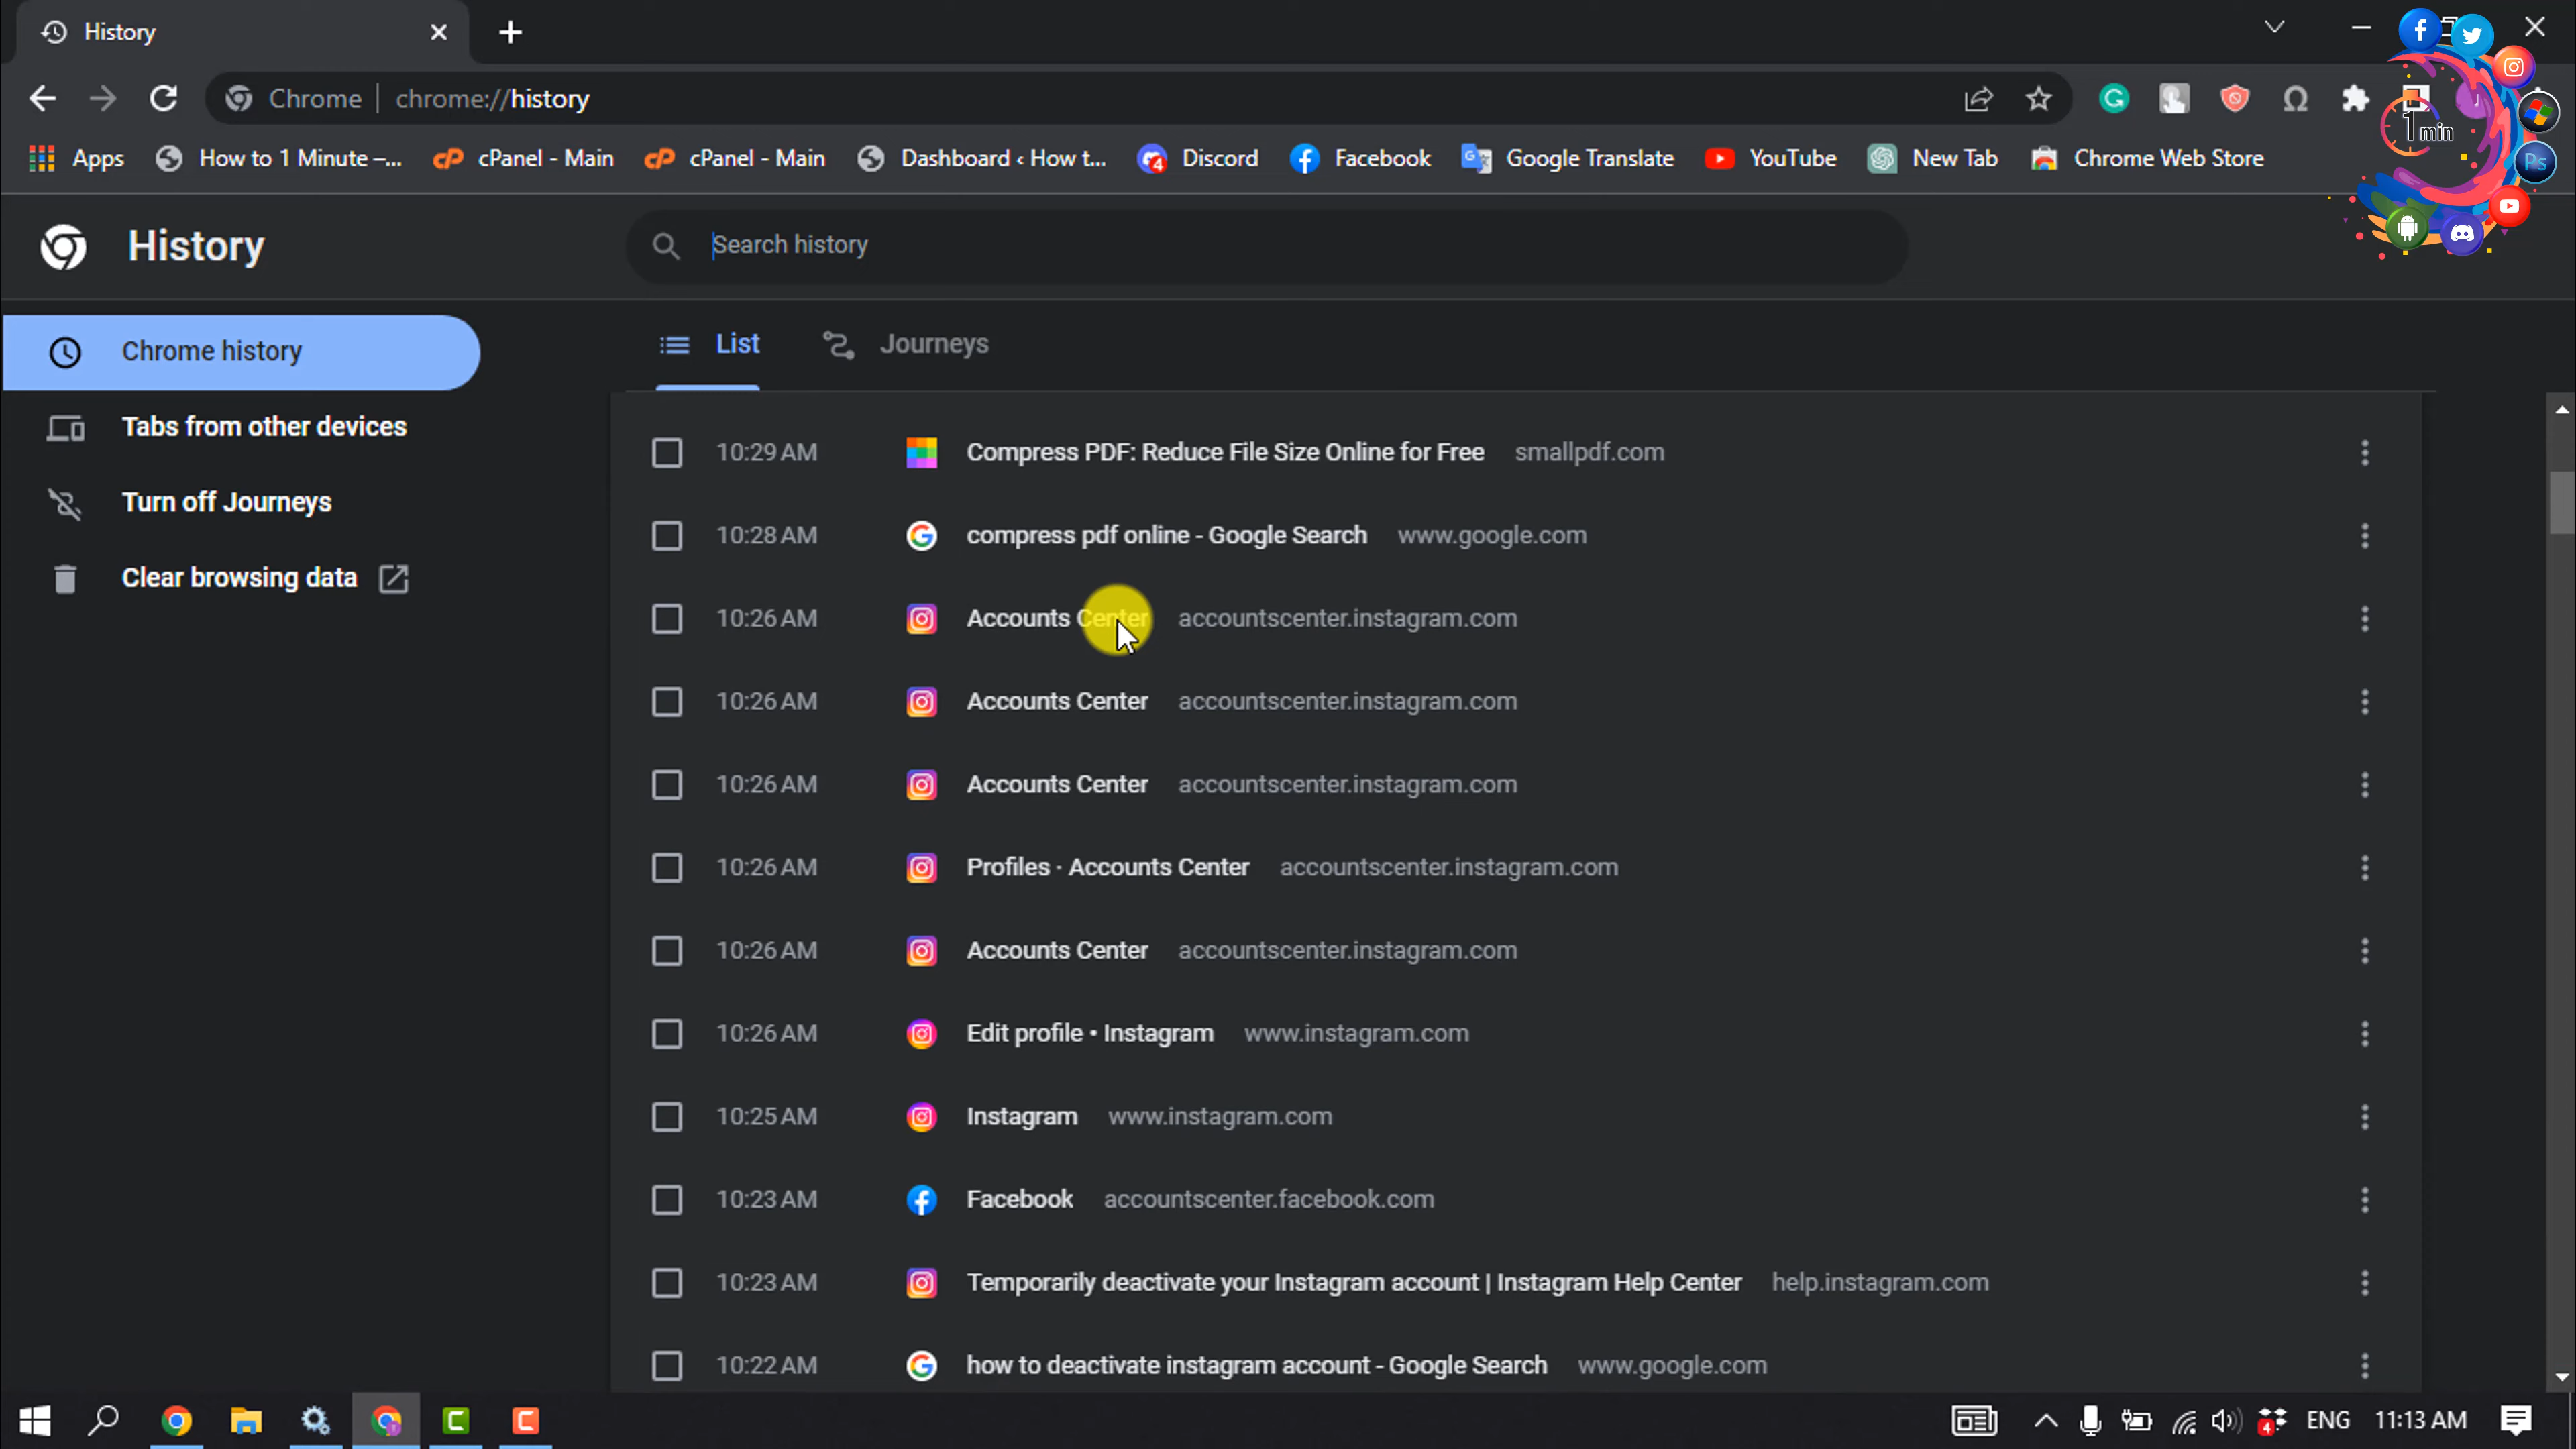 History
Chrome chrome://history
Apps How to 1 Minute –... cPanel - Main cPanel - Main Dashboard ‹ How t... Discord Facebook Google Translate YouTube New Tab Chrome Web Store
1 min
Ps
History Search history
Chrome history
Tabs from other devices
Turn off Journeys
Clear browsing data
List Journeys
10:29 AM Compress PDF: Reduce File Size Online for Free smallpdf.com
10:28 AM compress pdf online - Google Search www.google.com
10:26 AM Accounts Center accountscenter.instagram.com
10:26 AM Accounts Center accountscenter.instagram.com
10:26 AM Accounts Center accountscenter.instagram.com
10:26 AM Profiles · Accounts Center accountscenter.instagram.com
10:26 AM Accounts Center accountscenter.instagram.com
10:26 AM Edit profile • Instagram www.instagram.com
10:25 AM Instagram www.instagram.com
10:23 AM Facebook accountscenter.facebook.com
10:23 AM Temporarily deactivate your Instagram account | Instagram Help Center help.instagram.com
10:22 AM how to deactivate instagram account - Google Search www.google.com
4 ENG 11:13 AM